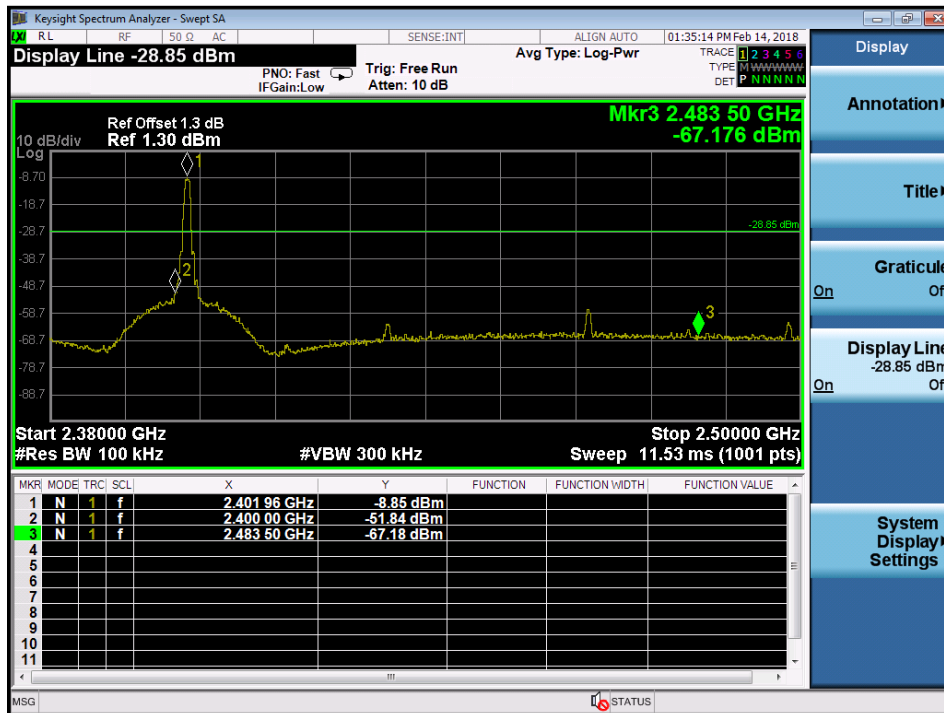 Keysight Spectrum Analyzer - Swept SA
LXI RL RF 50 Ω AC SENSE:INT ALIGN AUTO 01:35:14 PM Feb 14, 2018
Display Line -28.85 dBm
PNO: Fast
IFGain:Low
Trig: Free Run
Atten: 10 dB
Avg Type: Log-Pwr
TRACE 1 2 3 4 5 6
TYPE M WWWWW
DET P N N N N N
Mkr3 2.483 50 GHz
-67.176 dBm
Ref Offset 1.3 dB
10 dB/div Ref 1.30 dBm
Log
-8.70
-18.7
-28.7
-38.7
-48.7
-58.7
-68.7
-78.7
-88.7
1
2
3
-28.85 dBm
Start 2.38000 GHz Stop 2.50000 GHz
#Res BW 100 kHz #VBW 300 kHz Sweep 11.53 ms (1001 pts)
MKR MODE TRC SCL X Y FUNCTION FUNCTION WIDTH FUNCTION VALUE
1 N 1 f 2.401 96 GHz -8.85 dBm
2 N 1 f 2.400 00 GHz -51.84 dBm
3 N 1 f 2.483 50 GHz -67.18 dBm
4
5
6
7
8
9
10
11
MSG STATUS
Display
Annotation
Title
Graticule
On Of
Display Line
-28.85 dBm
On Of
System
Display
Settings